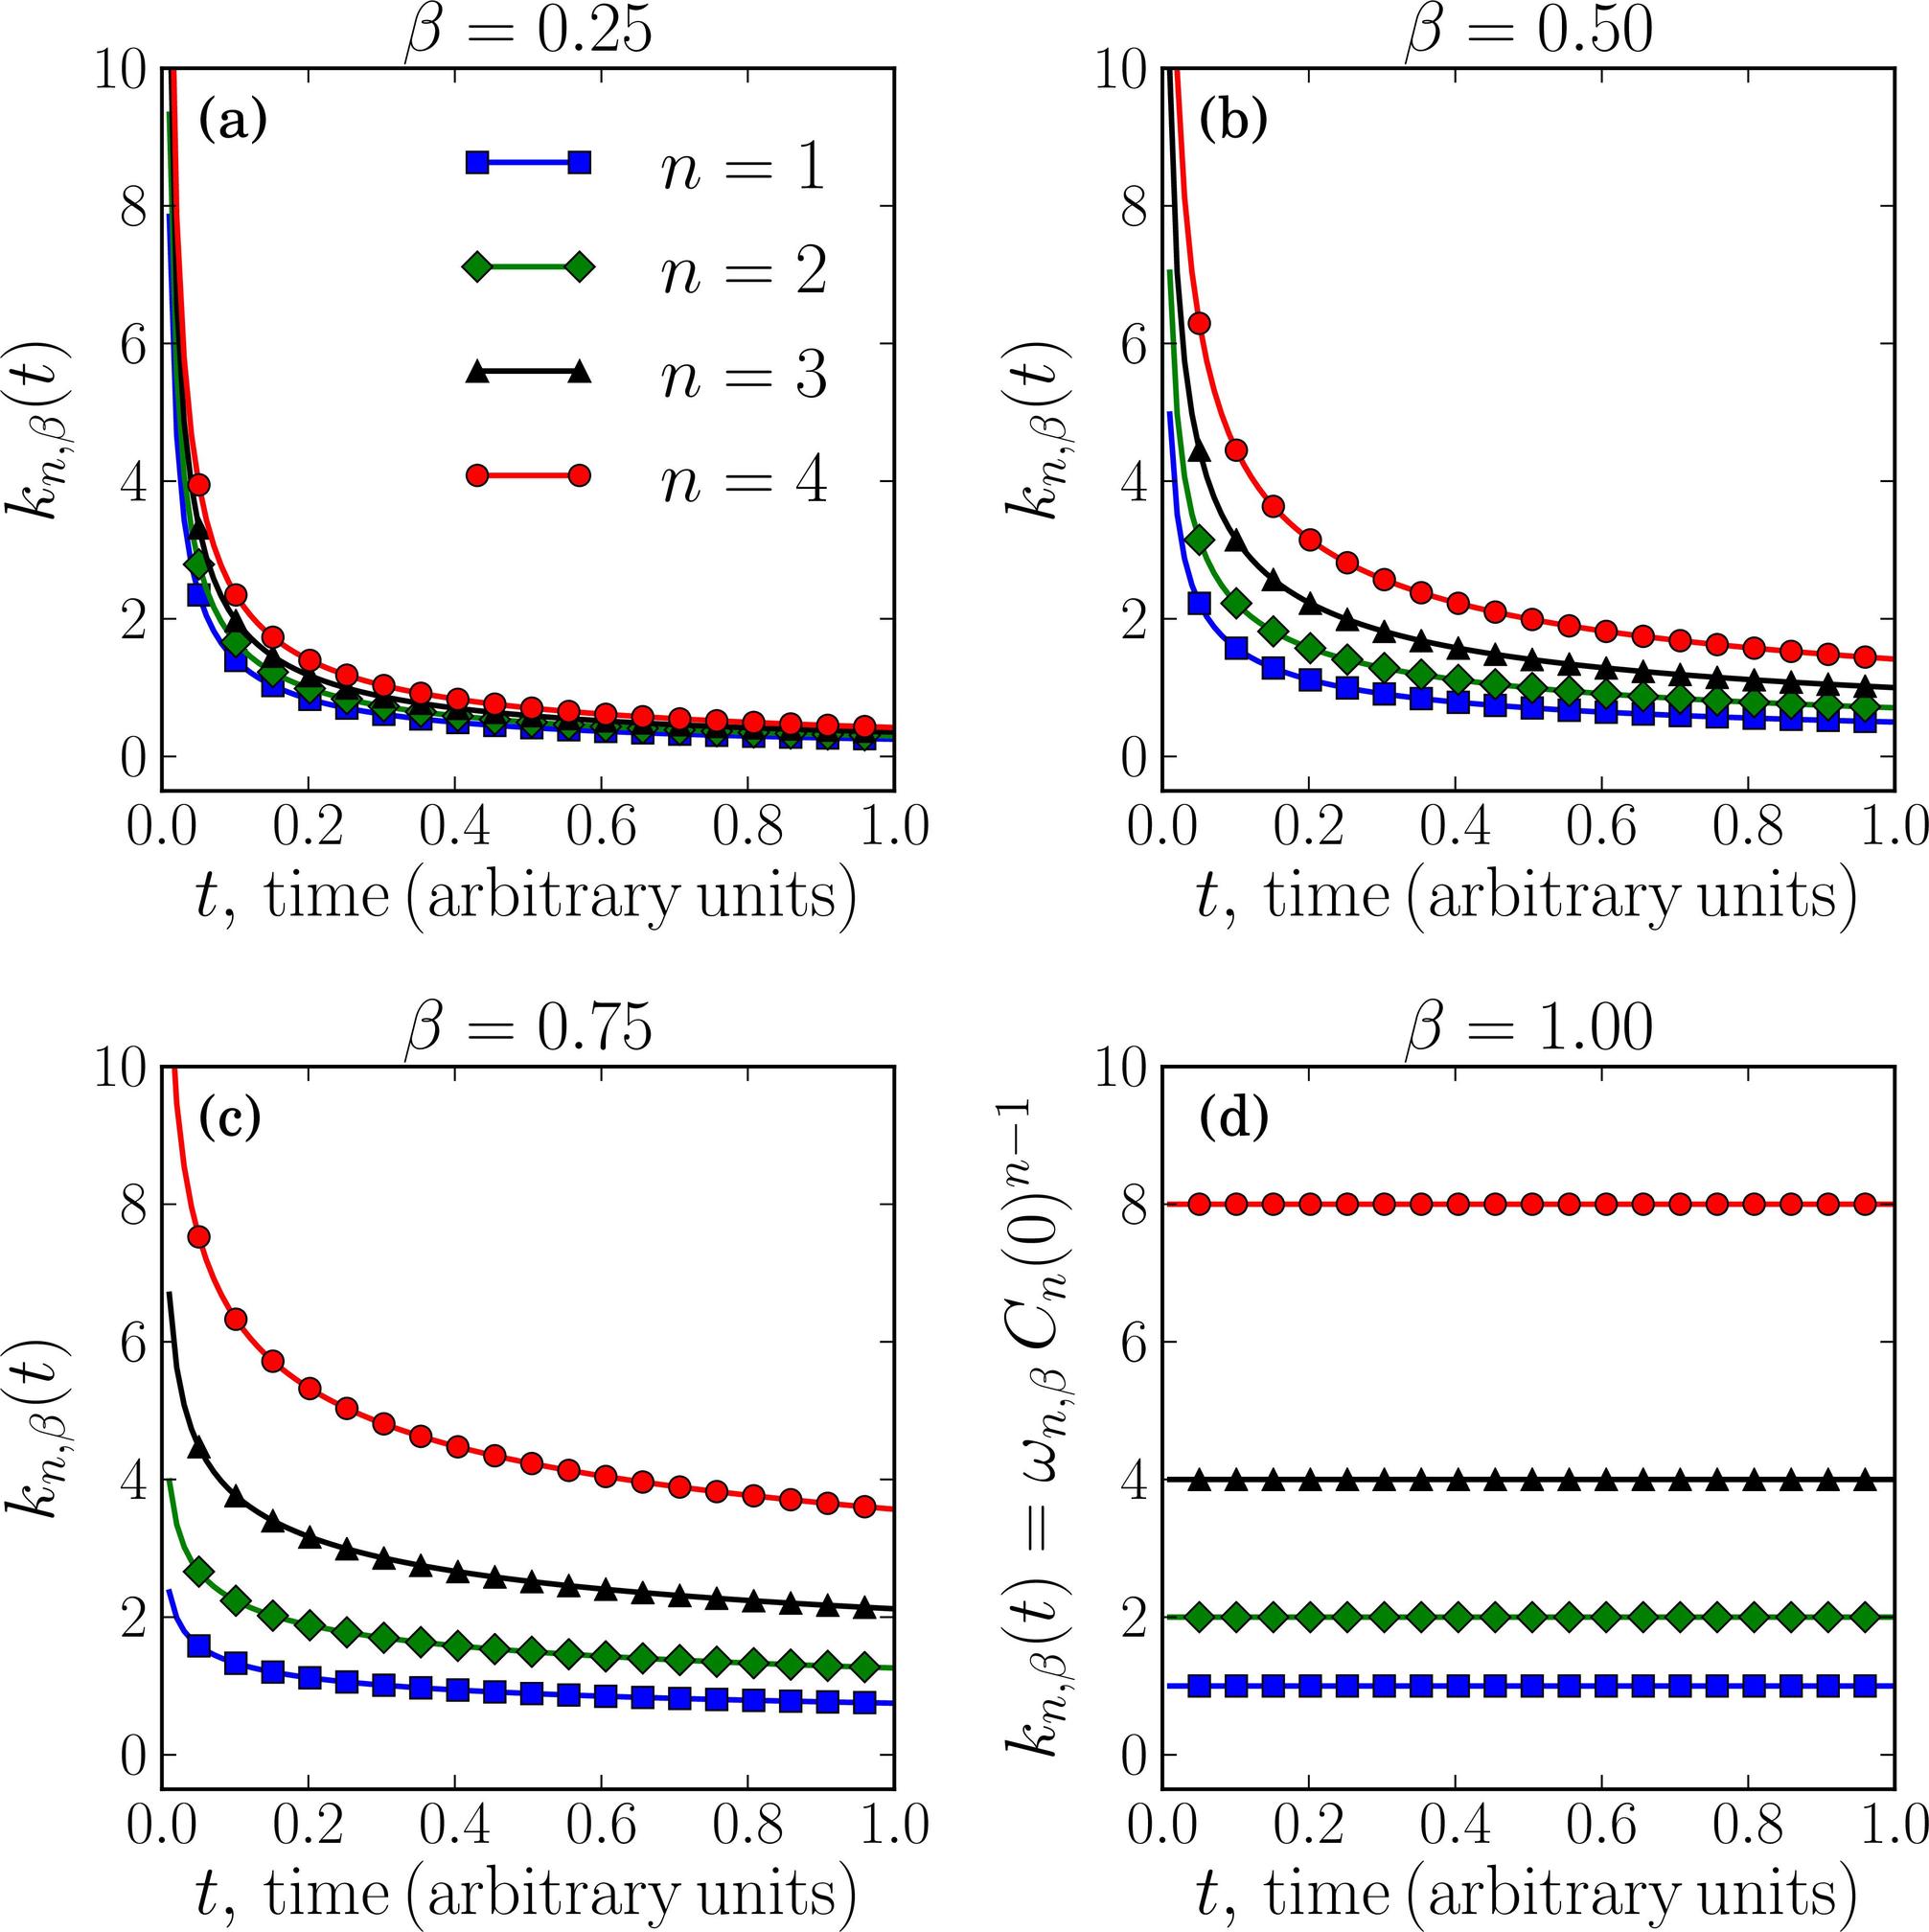 β = 0.25
(a)
n = 1
n = 2
n = 3
n = 4
10
8
6
4
2
0
k_{n,β}(t)
0.0 0.2 0.4 0.6 0.8 1.0
t, time (arbitrary units)
β = 0.50
(b)
10
8
6
4
2
0
k_{n,β}(t)
0.0 0.2 0.4 0.6 0.8 1.0
t, time (arbitrary units)
β = 0.75
(c)
10
8
6
4
2
0
k_{n,β}(t)
0.0 0.2 0.4 0.6 0.8 1.0
t, time (arbitrary units)
β = 1.00
(d)
10
8
6
4
2
0
k_{n,β}(t) = ω_{n,β} C_n(0)^{n−1}
0.0 0.2 0.4 0.6 0.8 1.0
t, time (arbitrary units)